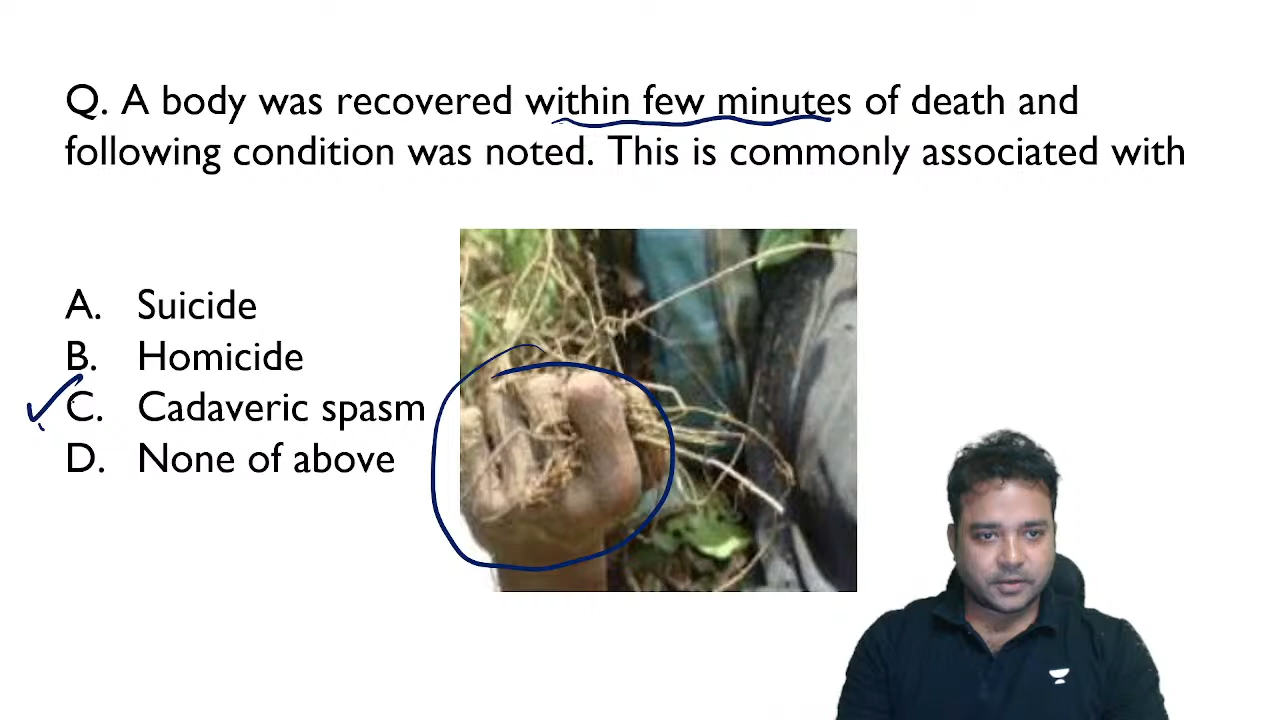 Q. A body was recovered within few minutes of death and
following condition was noted. This is commonly associated with
A. Suicide
B. Homicide
C. Cadaveric spasm
D. None of above